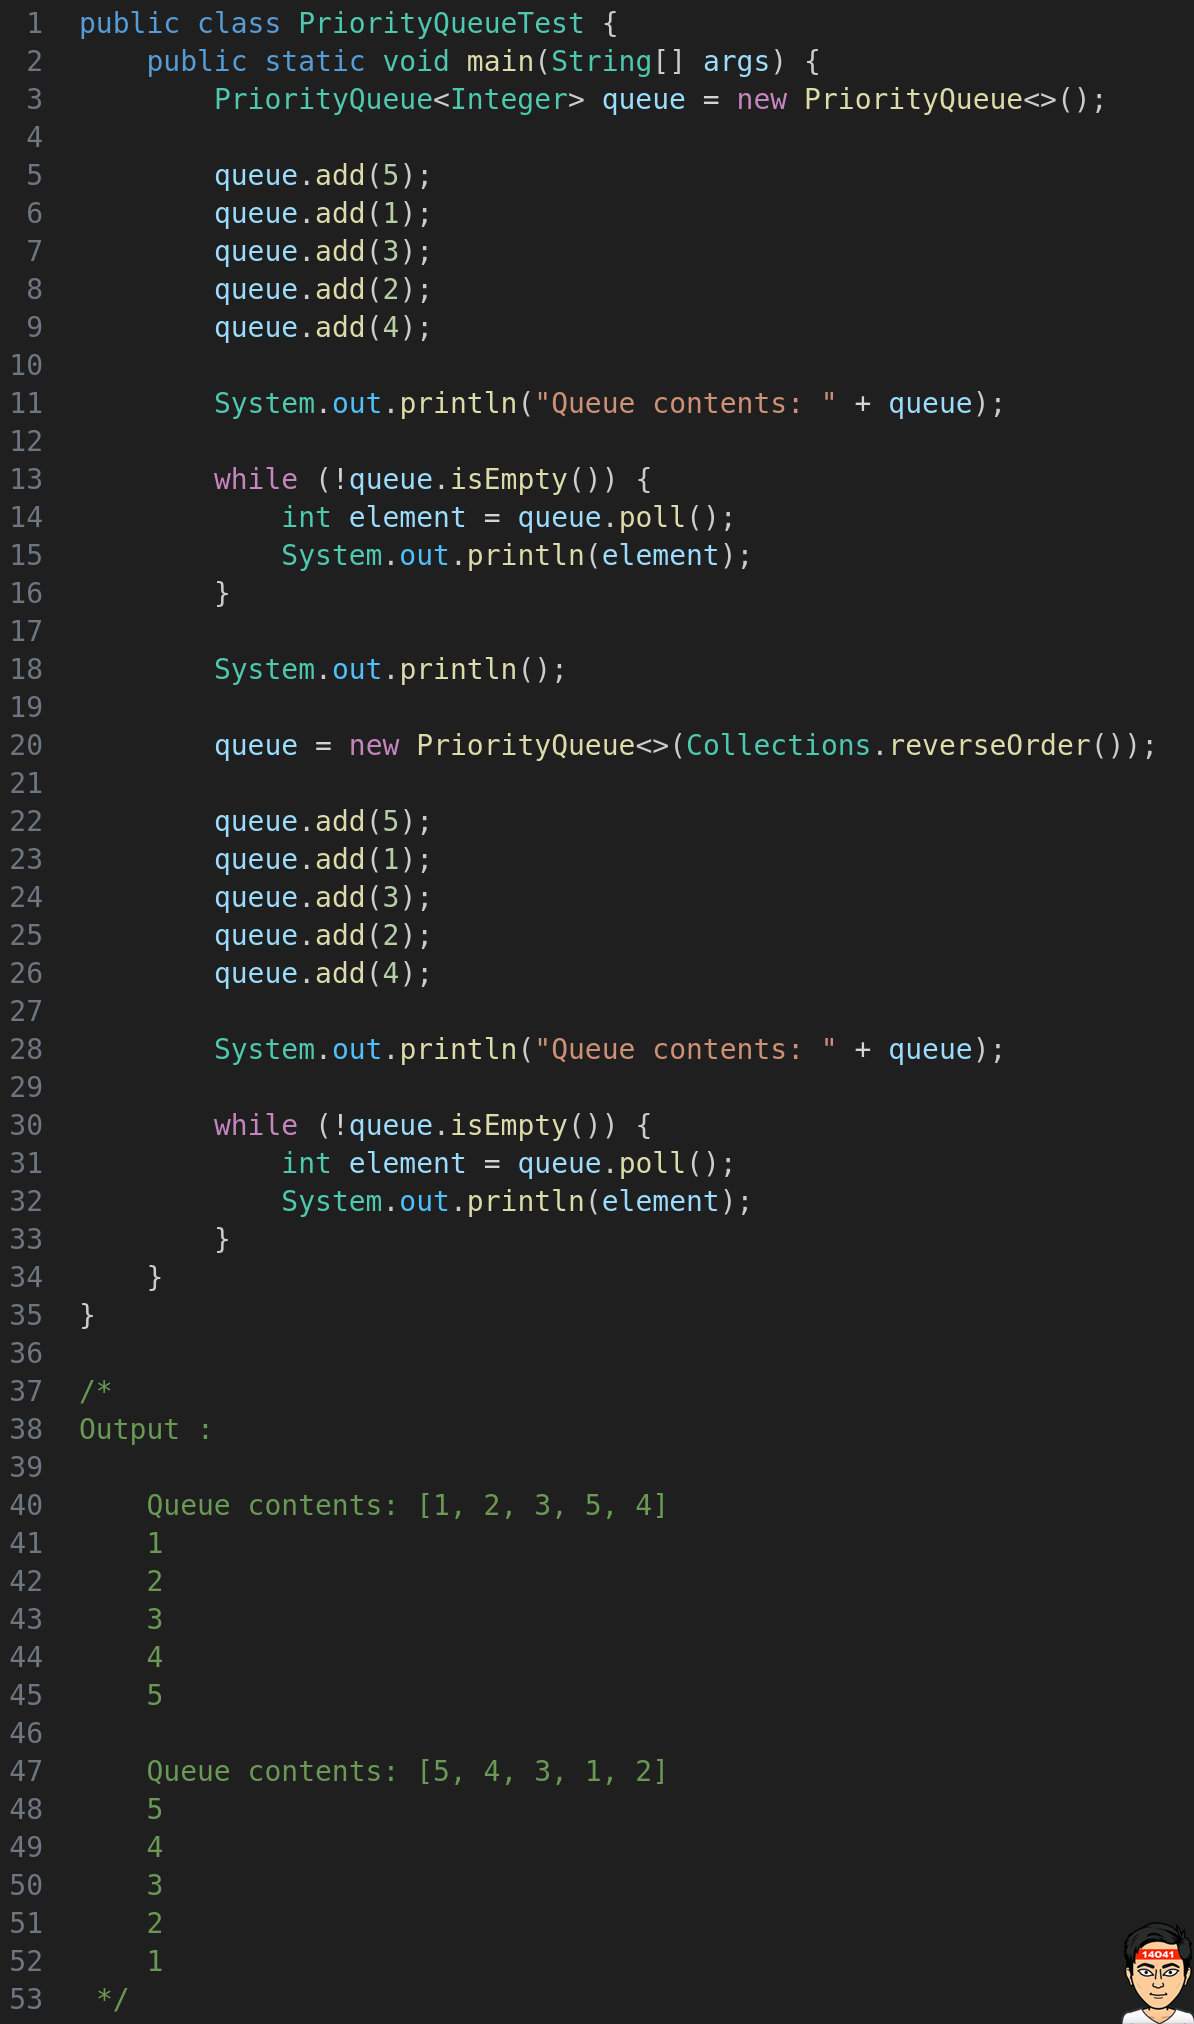 1 public class PriorityQueueTest {
2     public static void main(String[] args) {
3         PriorityQueue<Integer> queue = new PriorityQueue<>();
4
5         queue.add(5);
6         queue.add(1);
7         queue.add(3);
8         queue.add(2);
9         queue.add(4);
10
11         System.out.println("Queue contents: " + queue);
12
13         while (!queue.isEmpty()) {
14             int element = queue.poll();
15             System.out.println(element);
16         }
17
18         System.out.println();
19
20         queue = new PriorityQueue<>(Collections.reverseOrder());
21
22         queue.add(5);
23         queue.add(1);
24         queue.add(3);
25         queue.add(2);
26         queue.add(4);
27
28         System.out.println("Queue contents: " + queue);
29
30         while (!queue.isEmpty()) {
31             int element = queue.poll();
32             System.out.println(element);
33         }
34     }
35 }
36
37 /*
38 Output :
39
40     Queue contents: [1, 2, 3, 5, 4]
41     1
42     2
43     3
44     4
45     5
46
47     Queue contents: [5, 4, 3, 1, 2]
48     5
49     4
50     3
51     2
52     1
53  */
14041